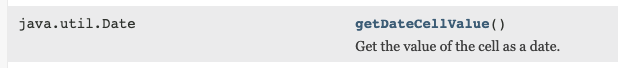 java.util.Date getDateCellValue()
Get the value of the cell as a date.